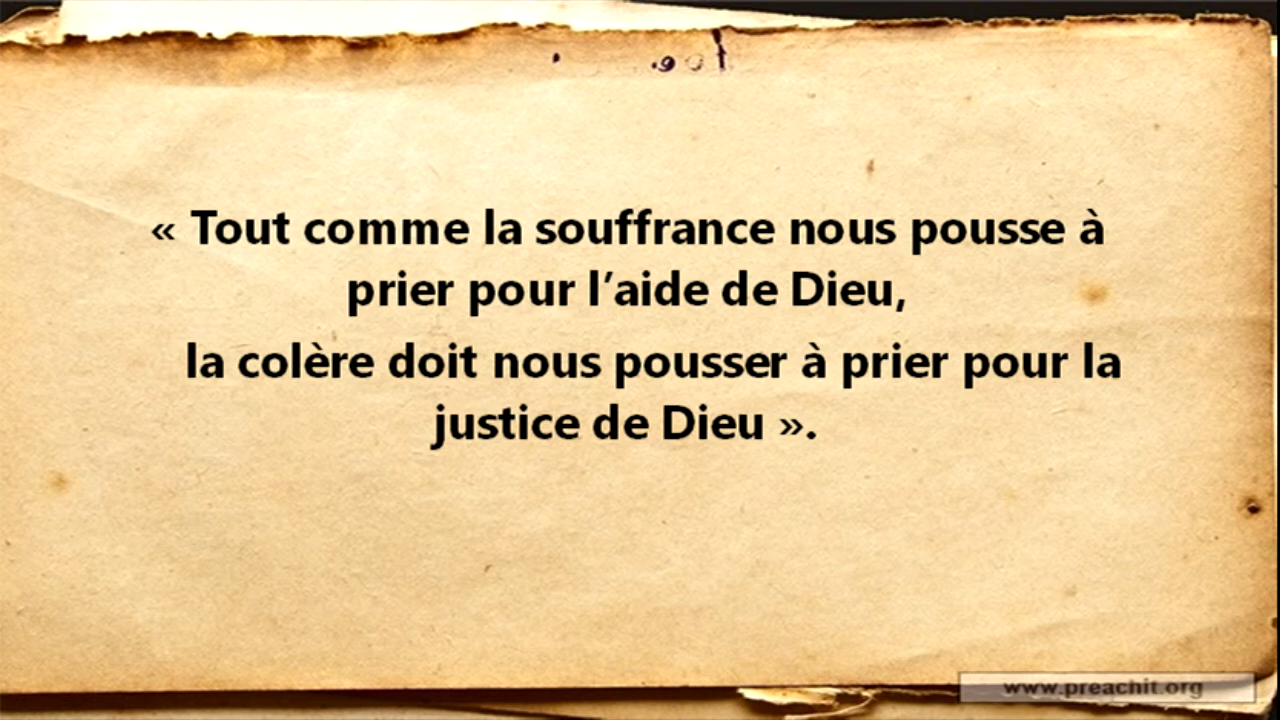 « Tout comme la souffrance nous pousse à
prier pour l’aide de Dieu,
la colère doit nous pousser à prier pour la
justice de Dieu ».
www.preachit.org